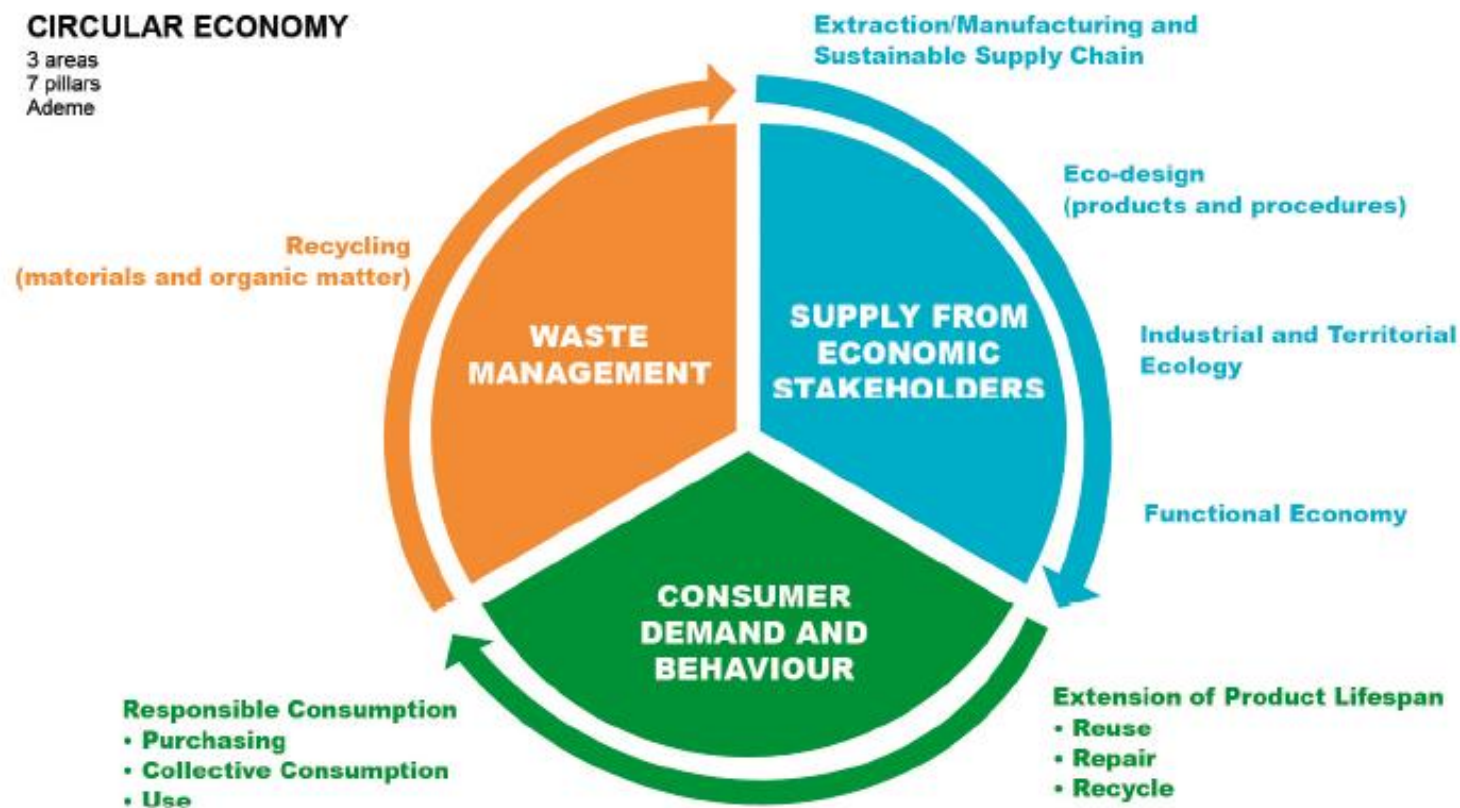 CIRCULAR ECONOMY
3 areas
7 pillars
Ademe
Extraction/Manufacturing and
Sustainable Supply Chain
Eco-design
(products and procedures)
Industrial and Territorial
Ecology
Functional Economy
SUPPLY FROM
ECONOMIC
STAKEHOLDERS
Extension of Product Lifespan
• Reuse
• Repair
• Recycle
CONSUMER
DEMAND AND
BEHAVIOUR
Responsible Consumption
• Purchasing
• Collective Consumption
• Use
WASTE
MANAGEMENT
Recycling
(materials and organic matter)